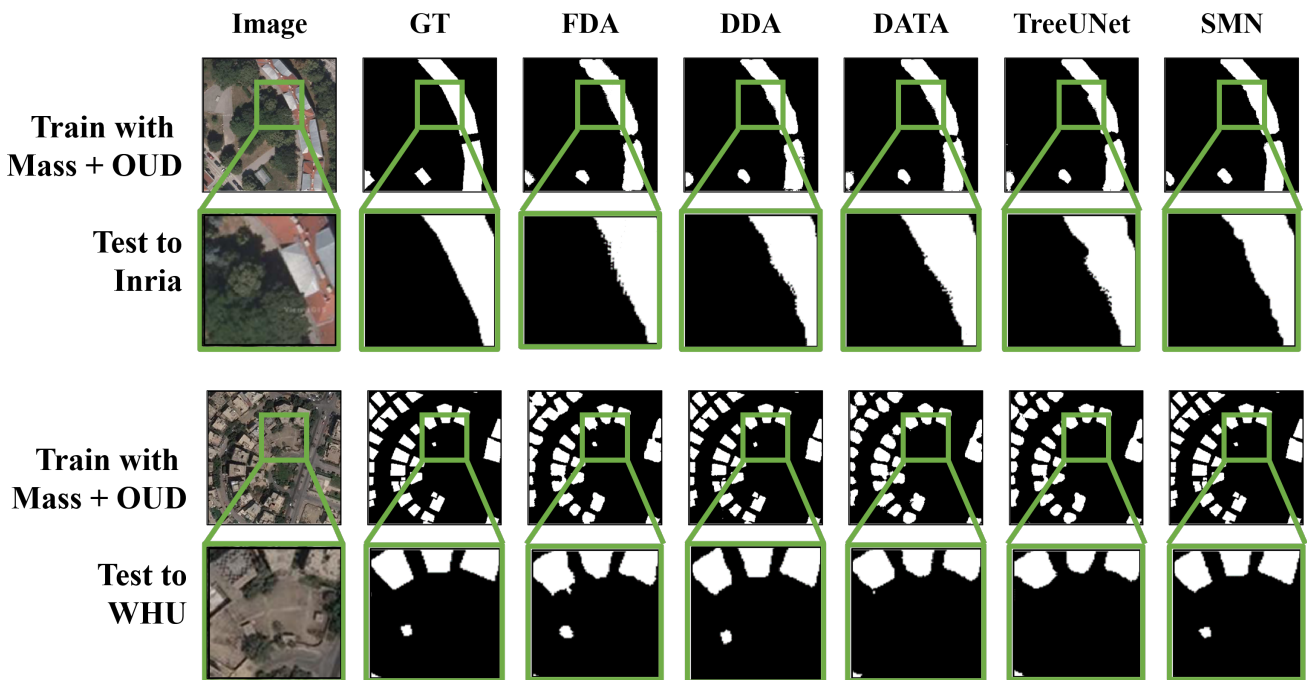 Image GT FDA DDA DATA TreeUNet SMN
Train with
Mass + OUD
Test to
Inria
Train with
Mass + OUD
Test to
WHU